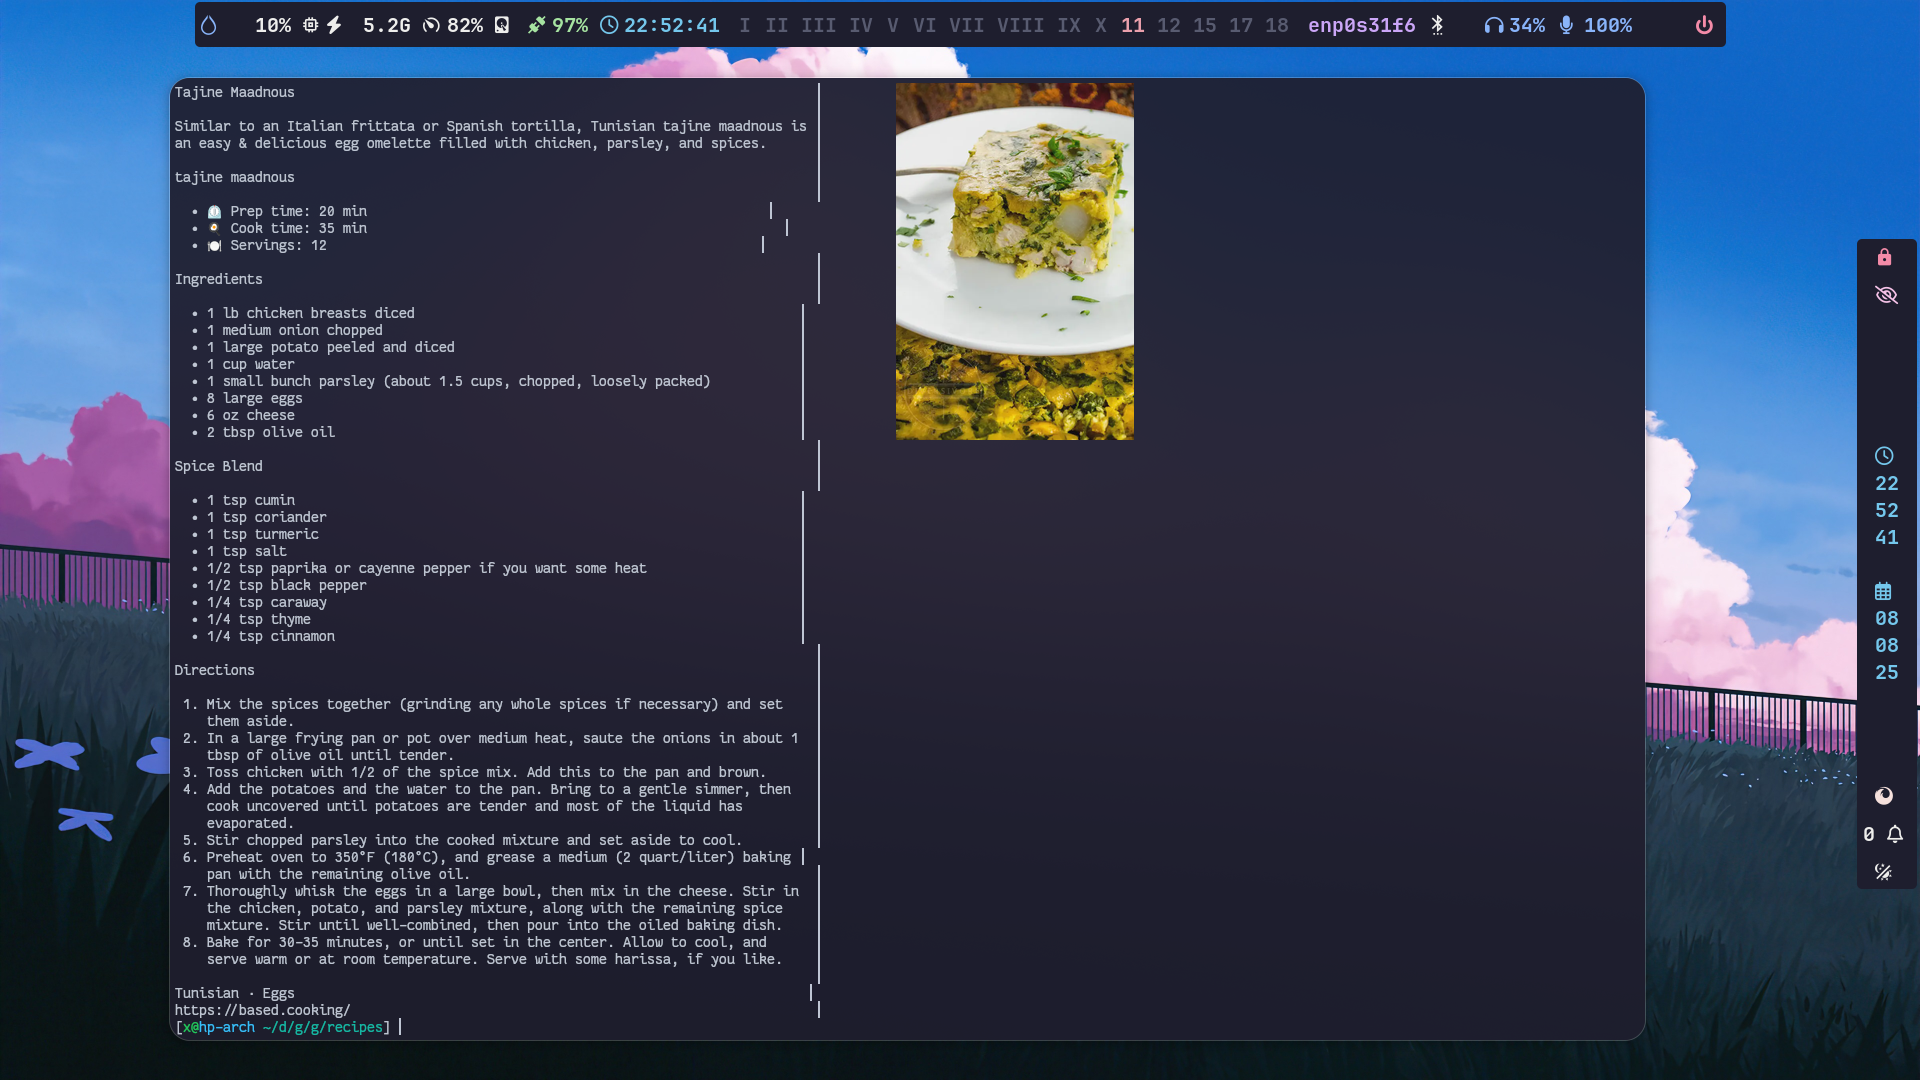 10% 5.2G 82% 97% 22:52:41 I II III IV V VI VII VIII IX X 11 12 15 17 18 enp0s31f6 34% 100%
Tajine Maadnous
Similar to an Italian frittata or Spanish tortilla, Tunisian tajine maadnous is
an easy & delicious egg omelette filled with chicken, parsley, and spices.
tajine maadnous
• Prep time: 20 min
• Cook time: 35 min
• Servings: 12
Ingredients
• 1 lb chicken breasts diced
• 1 medium onion chopped
• 1 large potato peeled and diced
• 1 cup water
• 1 small bunch parsley (about 1.5 cups, chopped, loosely packed)
• 8 large eggs
• 6 oz cheese
• 2 tbsp olive oil
Spice Blend
• 1 tsp cumin
• 1 tsp coriander
• 1 tsp turmeric
• 1 tsp salt
• 1/2 tsp paprika or cayenne pepper if you want some heat
• 1/2 tsp black pepper
• 1/4 tsp caraway
• 1/4 tsp thyme
• 1/4 tsp cinnamon
Directions
1. Mix the spices together (grinding any whole spices if necessary) and set
them aside.
2. In a large frying pan or pot over medium heat, saute the onions in about 1
tbsp of olive oil until tender.
3. Toss chicken with 1/2 of the spice mix. Add this to the pan and brown.
4. Add the potatoes and the water to the pan. Bring to a gentle simmer, then
cook uncovered until potatoes are tender and most of the liquid has
evaporated.
5. Stir chopped parsley into the cooked mixture and set aside to cool.
6. Preheat oven to 350°F (180°C), and grease a medium (2 quart/liter) baking
pan with the remaining olive oil.
7. Thoroughly whisk the eggs in a large bowl, then mix in the cheese. Stir in
the chicken, potato, and parsley mixture, along with the remaining spice
mixture. Stir until well-combined, then pour into the oiled baking dish.
8. Bake for 30-35 minutes, or until set in the center. Allow to cool, and
serve warm or at room temperature. Serve with some harissa, if you like.
Tunisian · Eggs
https://based.cooking/
[x@hp-arch ~/d/g/g/recipes]
22
52
41
08
08
25
0